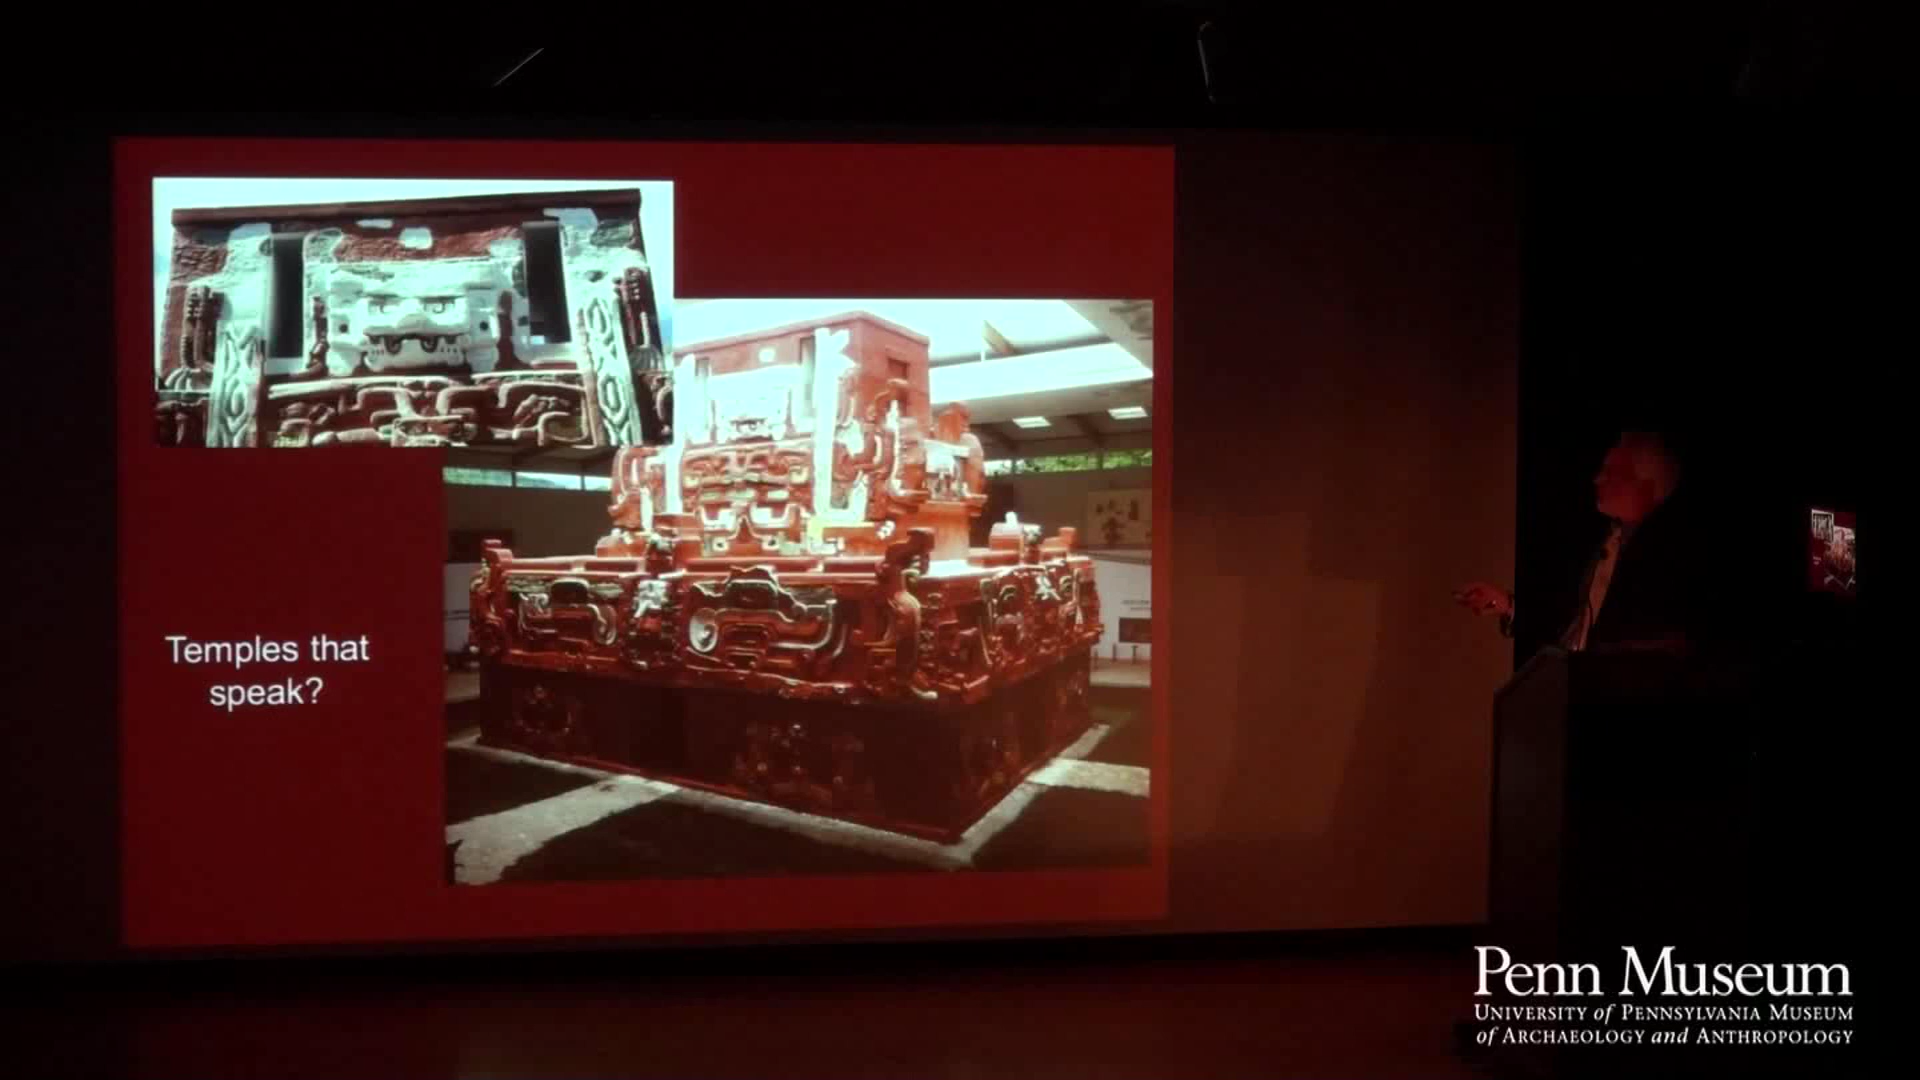 Temples that
speak?
Penn Museum
UNIVERSITY of PENNSYLVANIA MUSEUM
of ARCHAEOLOGY and ANTHROPOLOGY